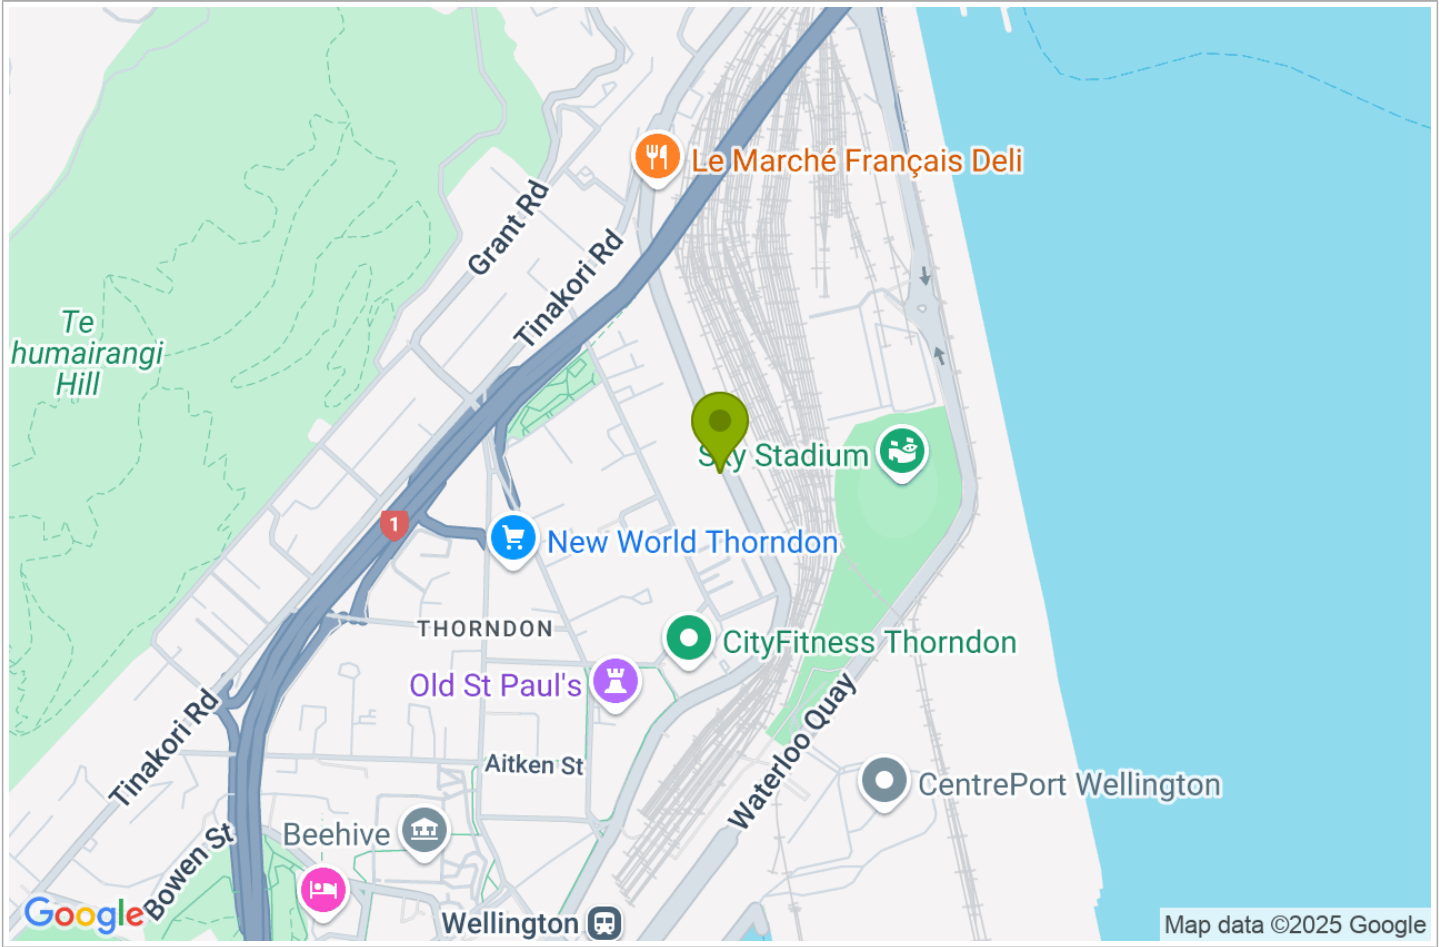 Le Marché Français Deli
Grant Rd
Tinakori Rd
Te
humairangi
Hill
Sky Stadium
1
New World Thorndon
THORNDON
CityFitness Thorndon
Old St Paul's
Tinakori Rd
Waterloo Quay
Aitken St
CentrePort Wellington
Beehive
Bowen St
Google
Wellington
Map data ©2025 Google